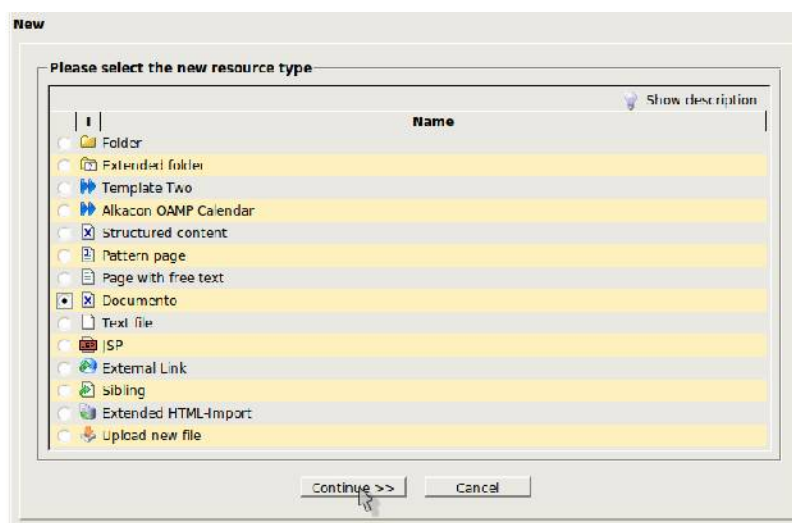 New
Please select the new resource type
Show description
Name
Folder
Extended folder
Template Two
Alkacon OAMP Calendar
Structured content
Pattern page
Page with free text
Documento
Text file
JSP
External Link
Sibling
Extended HTML-Import
Upload new file
Continue >> Cancel